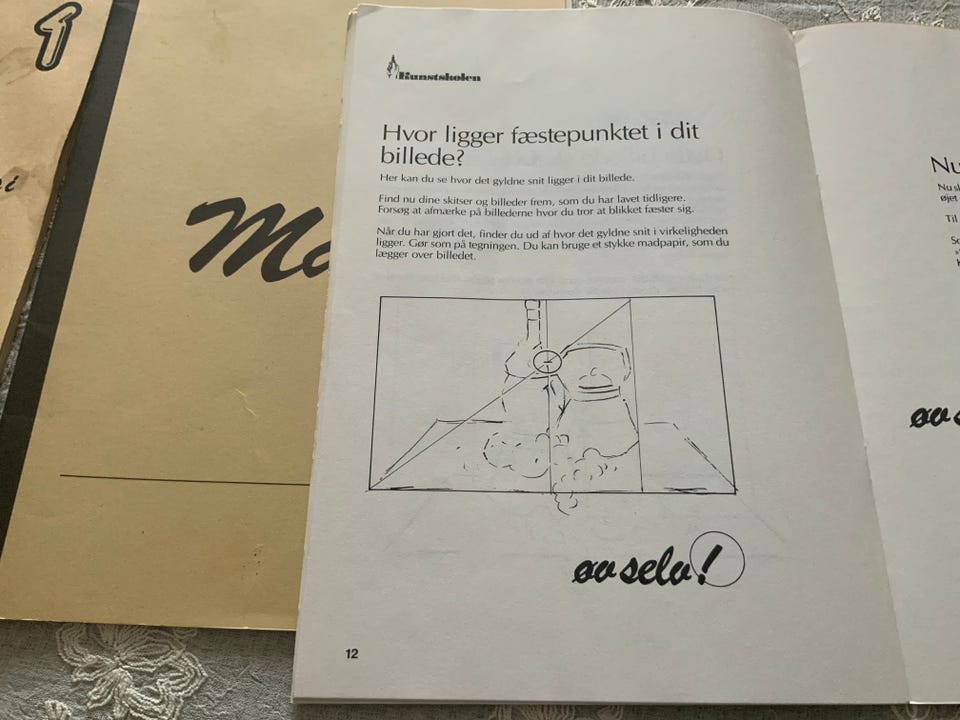 1
Kunstskolen
Hvor ligger fæstepunktet i dit
billede?
Her kan du se hvor det gyldne snit ligger i dit billede.
Find nu dine skitser og billeder frem, som du har lavet tidligere.
Forsøg at afmærke på billederne hvor du tror at blikket fæster sig.
Når du har gjort det, finder du ud af hvor det gyldne snit i virkeligheden
ligger. Gør som på tegningen. Du kan bruge et stykke madpapir, som du
lægger over billedet.
øv selv!
12
Nu
øjet
Til